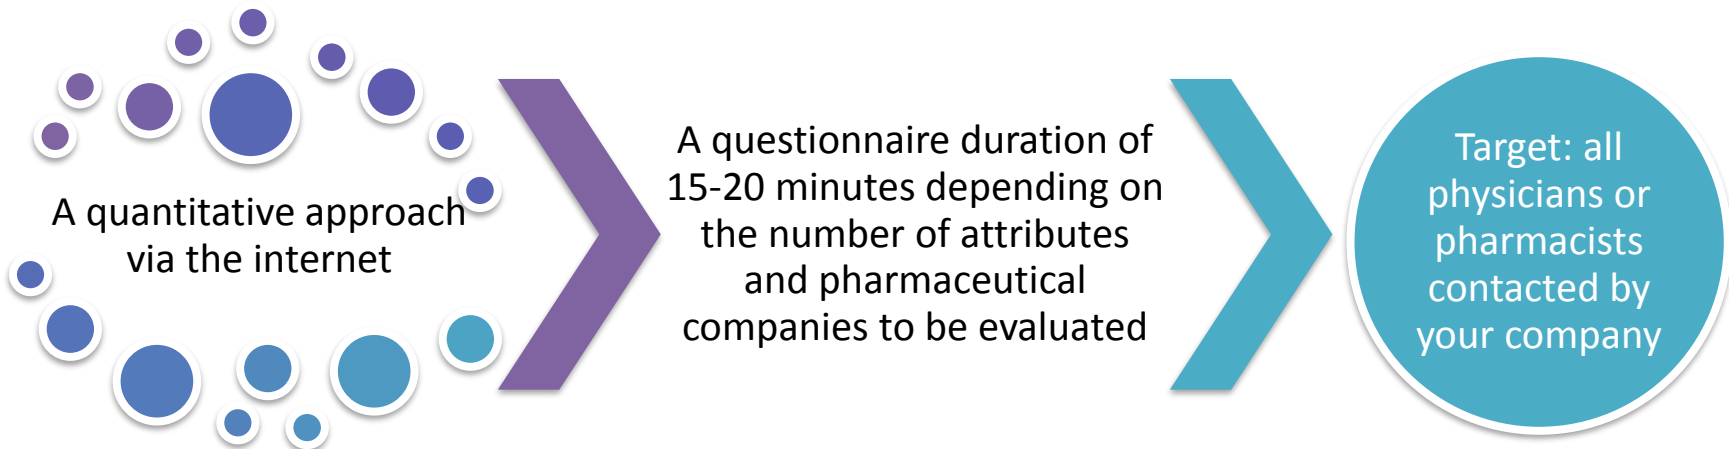 A quantitative approach
via the internet
A questionnaire duration of
15-20 minutes depending on
the number of attributes
and pharmaceutical
companies to be evaluated
Target: all
physicians or
pharmacists
contacted by
your company